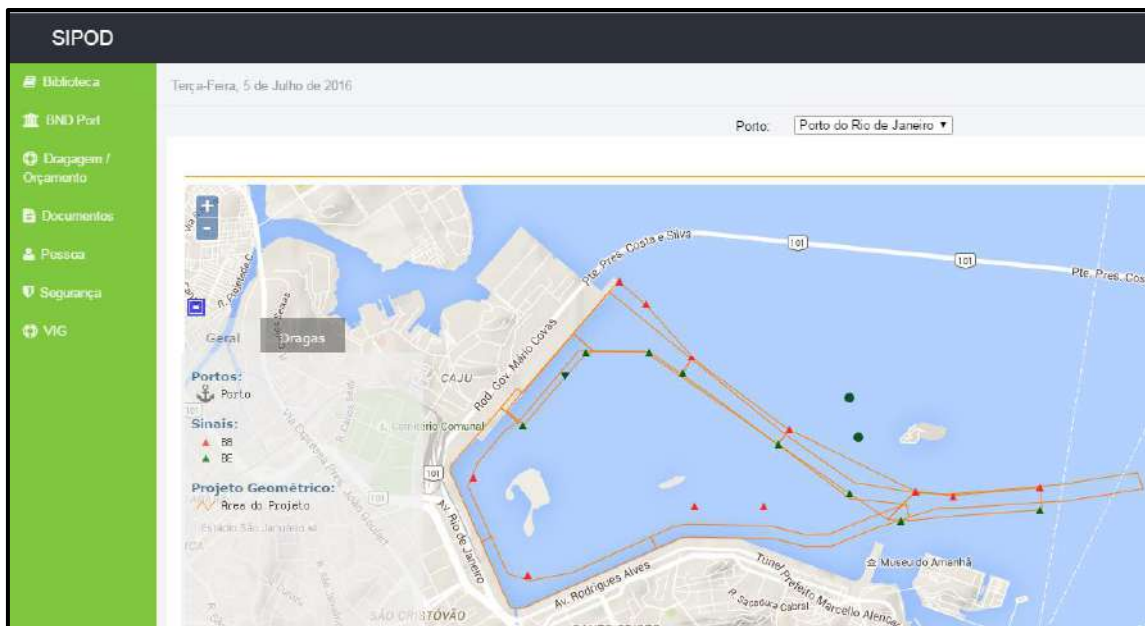 SIPOD
Biblioteca
BND Port
Dragagem /
Orçamento
Documentos
Pessoa
Segurança
VIG
Terça-Feira, 5 de Julho de 2016
Porto: Porto do Rio de Janeiro
+
-
Geral Dragas
Portos:
Porto
Sinais:
BB
BE
Projeto Geométrico:
Área do Projeto
Pte. Pres. Costa e Silva
101
101
Pte. Pres. Cos
Rod. Gov. Mário Covas
CAJU
101
101
Av. Rio de Janeiro
Av. Rodrigues Alves
Museu do Amanhã
Túnel Prefeito Marcello Alencar
R. Sacadura Cabral
SÃO CRISTÓVÃO